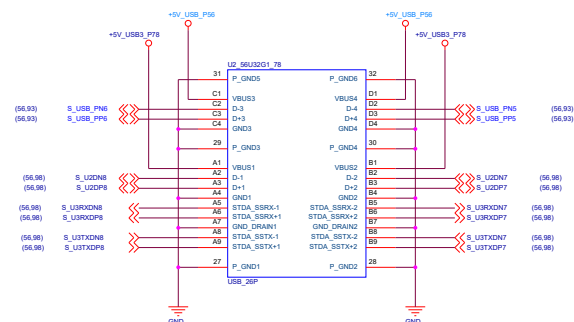 +5V_USB_P56 +5V_USB_P56
+5V_USB3_P78 +5V_USB3_P78
U2_56U32G1_78
31 P_GND5 P_GND6 32
C1 VBUS3 VBUS4 D1
(56,93) S_USB_PN6 C2 D-3 D-4 D2 S_USB_PN5 (56,93)
(56,93) S_USB_PP6 C3 D+3 D+4 D3 S_USB_PP5 (56,93)
C4 GND3 GND4 D4
29 P_GND3 P_GND4 30
A1 VBUS1 VBUS2 B1
(56,98) S_U2DN8 A2 D-1 D-2 B2 S_U2DN7 (56,98)
(56,98) S_U2DP8 A3 D+1 D+2 B3 S_U2DP7 (56,98)
A4 GND1 GND2 B4
(56,98) S_U3RXDN8 A5 STDA_SSRX-1 STDA_SSRX-2 B5 S_U3RXDN7 (56,98)
(56,98) S_U3RXDP8 A6 STDA_SSRX+1 STDA_SSRX+2 B6 S_U3RXDP7 (56,98)
A7 GND_DRAIN1 GND_DRAIN2 B7
(56,98) S_U3TXDN8 A8 STDA_SSTX-1 STDA_SSTX-2 B8 S_U3TXDN7 (56,98)
(56,98) S_U3TXDP8 A9 STDA_SSTX+1 STDA_SSTX+2 B9 S_U3TXDP7 (56,98)
27 P_GND1 P_GND2 28
USB_26P
GND GND